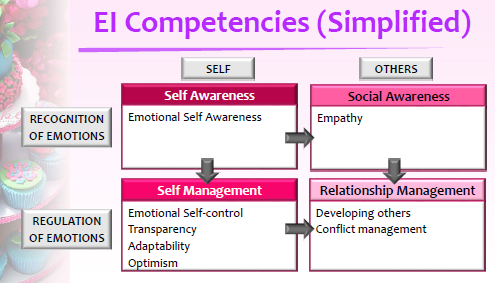 EI Competencies (Simplified)
SELF
OTHERS
RECOGNITION
OF EMOTIONS
Self Awareness
Emotional Self Awareness
Social Awareness
Empathy
REGULATION
OF EMOTIONS
Self Management
Emotional Self-control
Transparency
Adaptability
Optimism
Relationship Management
Developing others
Conflict management